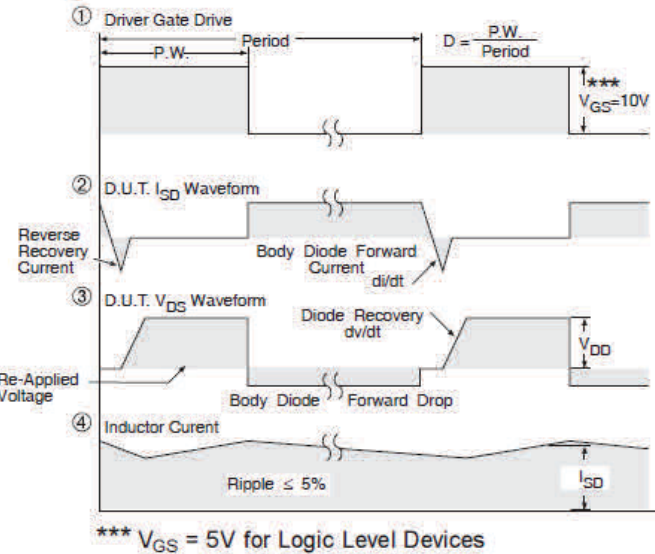 ① Driver Gate Drive
P.W.
Period
D = P.W. / Period
***
VGS=10V
② D.U.T. ISD Waveform
Reverse
Recovery
Current
Body Diode Forward
Current
di/dt
③ D.U.T. VDS Waveform
Diode Recovery
dv/dt
VDD
Re-Applied
Voltage
Body Diode Forward Drop
④ Inductor Curent
Ripple ≤ 5%
ISD
*** VGS = 5V for Logic Level Devices